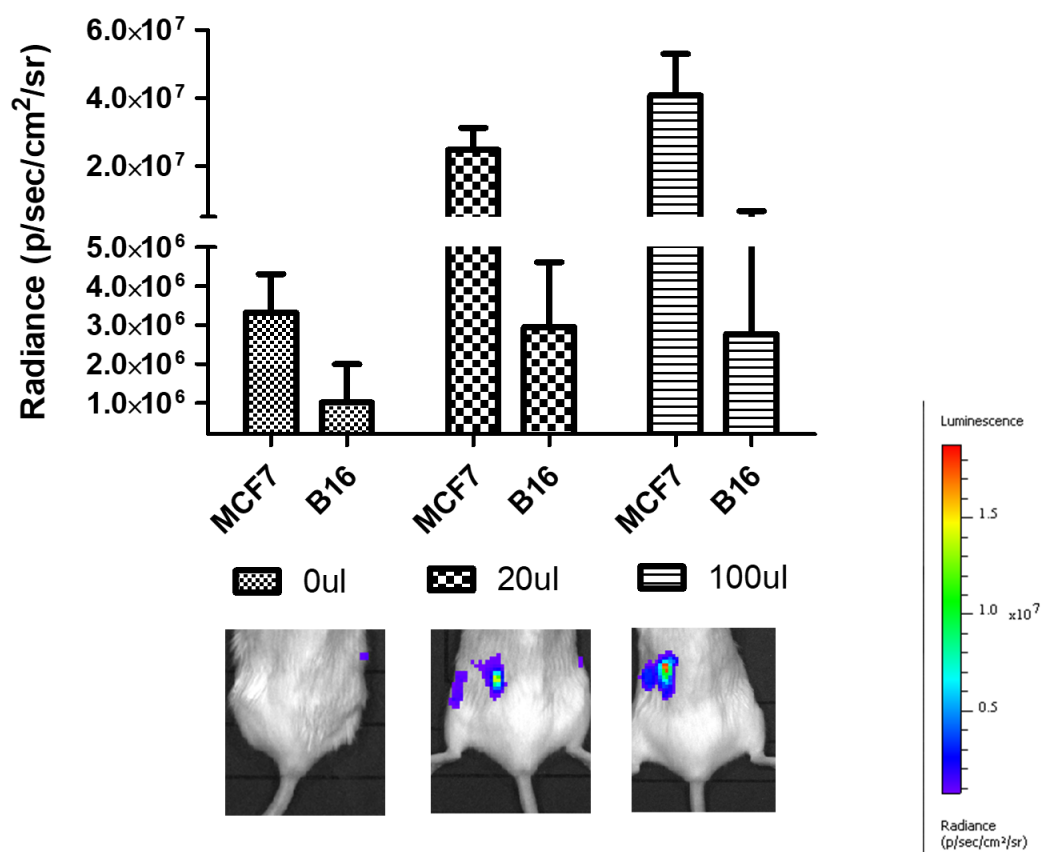 Radiance (p/sec/cm²/sr)
6.0×10⁷
4.0×10⁷
2.0×10⁷
5.0×10⁶
4.0×10⁶
3.0×10⁶
2.0×10⁶
1.0×10⁶
MCF7 B16 MCF7 B16 MCF7 B16
0ul 20ul 100ul
Luminescence
1.5
1.0 x10⁷
0.5
Radiance
(p/sec/cm²/sr)